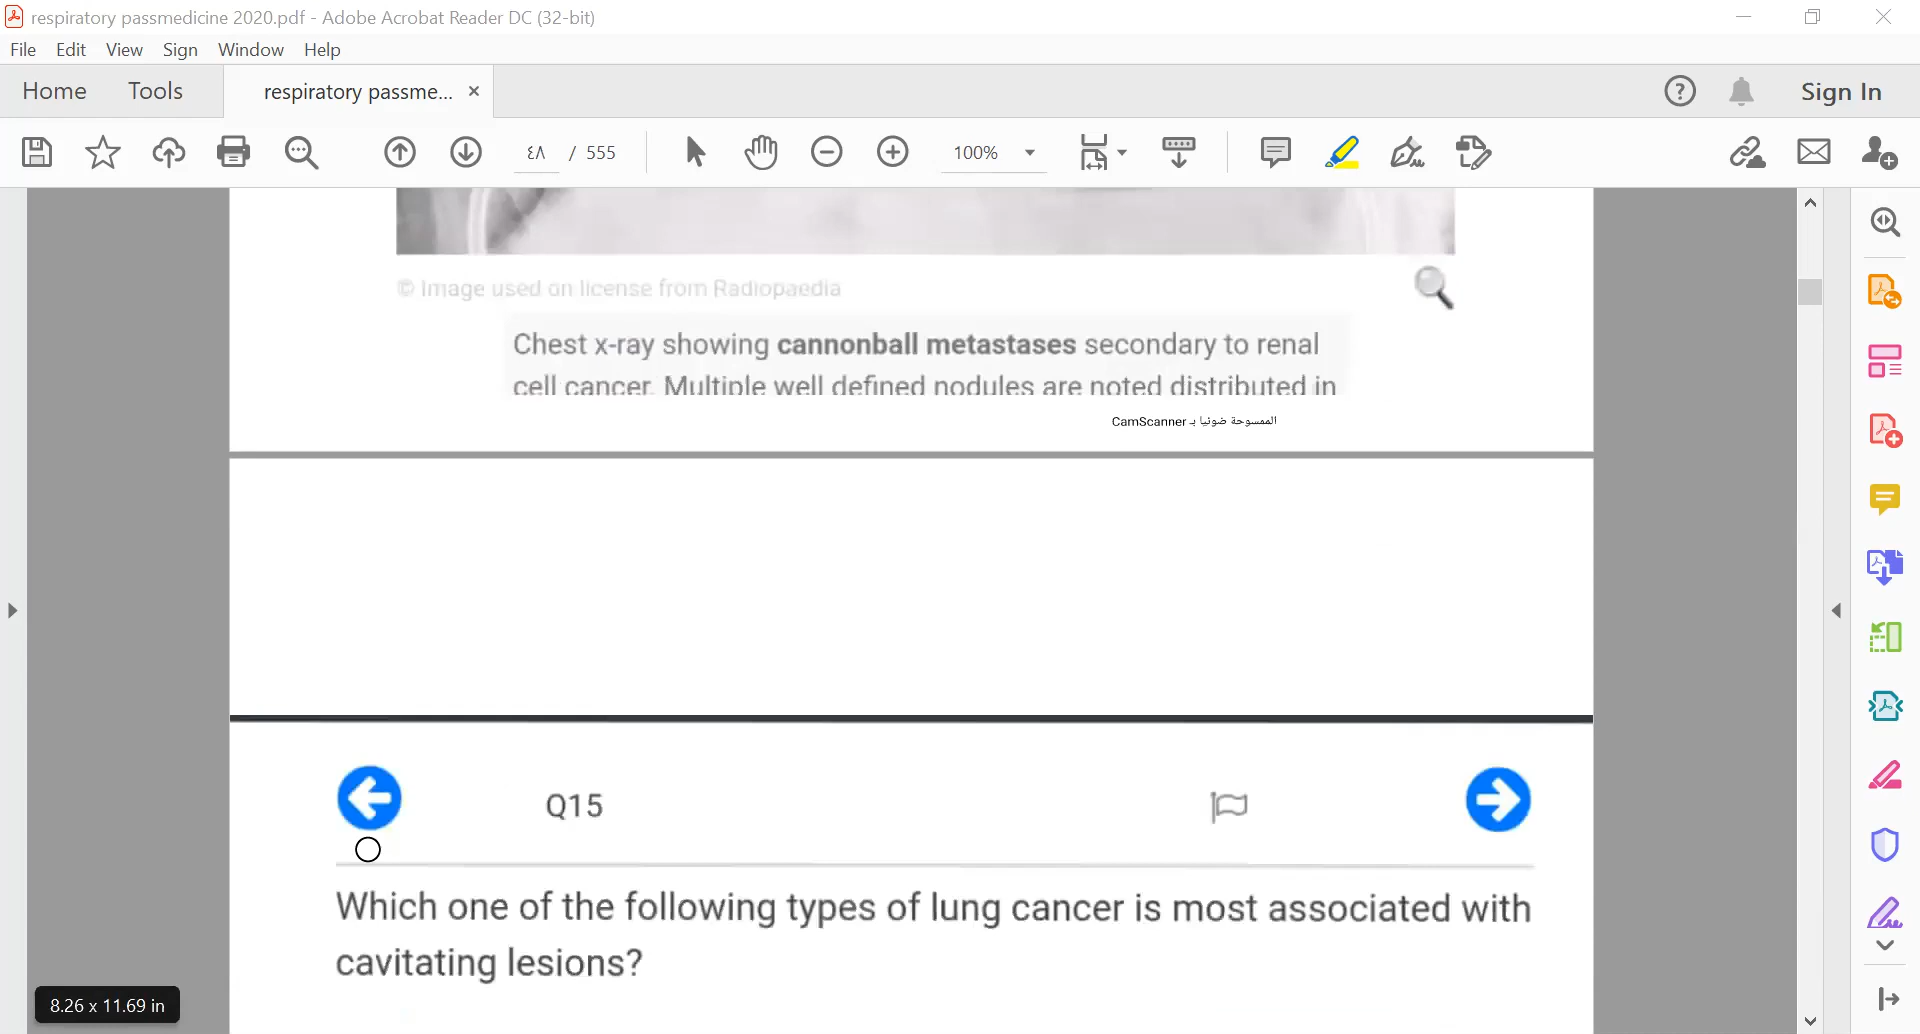 respiratory passmedicine 2020.pdf - Adobe Acrobat Reader DC (32-bit)
File Edit View Sign Window Help
Home Tools respiratory passme... × Sign In
٤٨ / 555 100%
© Image used on license from Radiopaedia
Chest x-ray showing cannonball metastases secondary to renal
cell cancer. Multiple well defined nodules are noted distributed in
الممسوحة ضوئيا بـ CamScanner
Q15
Which one of the following types of lung cancer is most associated with
cavitating lesions?
8.26 x 11.69 in